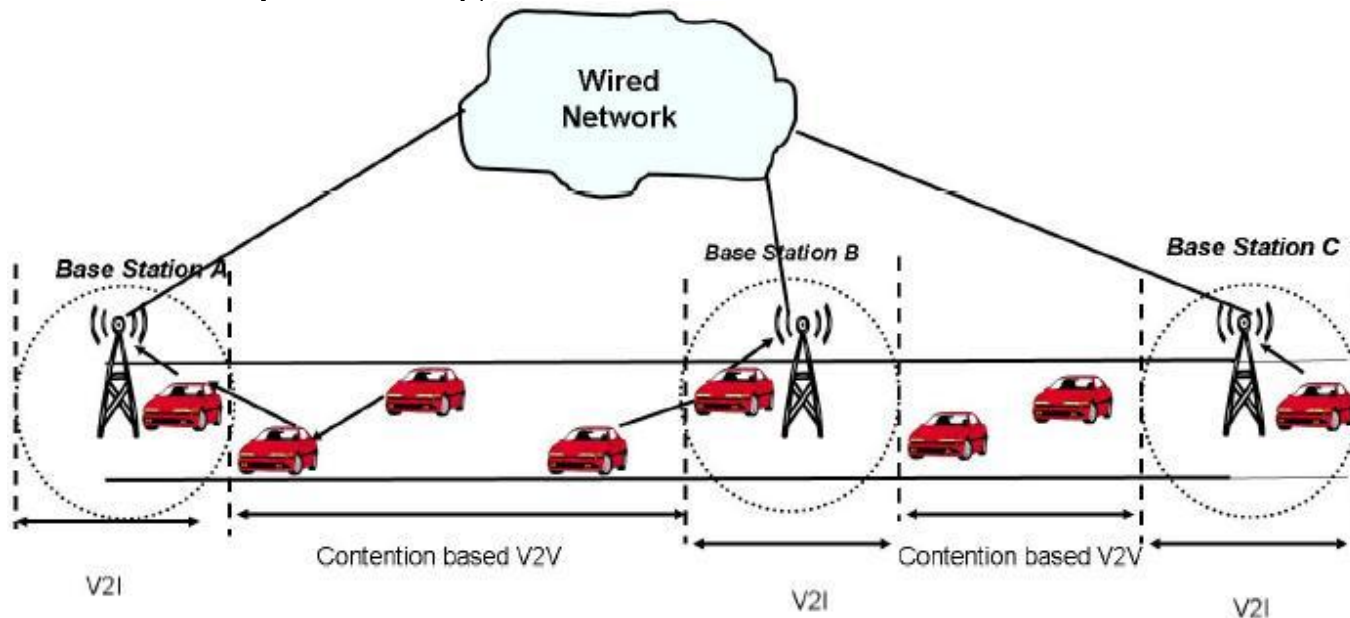 Wired
Network
Base Station A
Base Station B
Base Station C
Contention based V2V
Contention based V2V
V2I
V2I
V2I